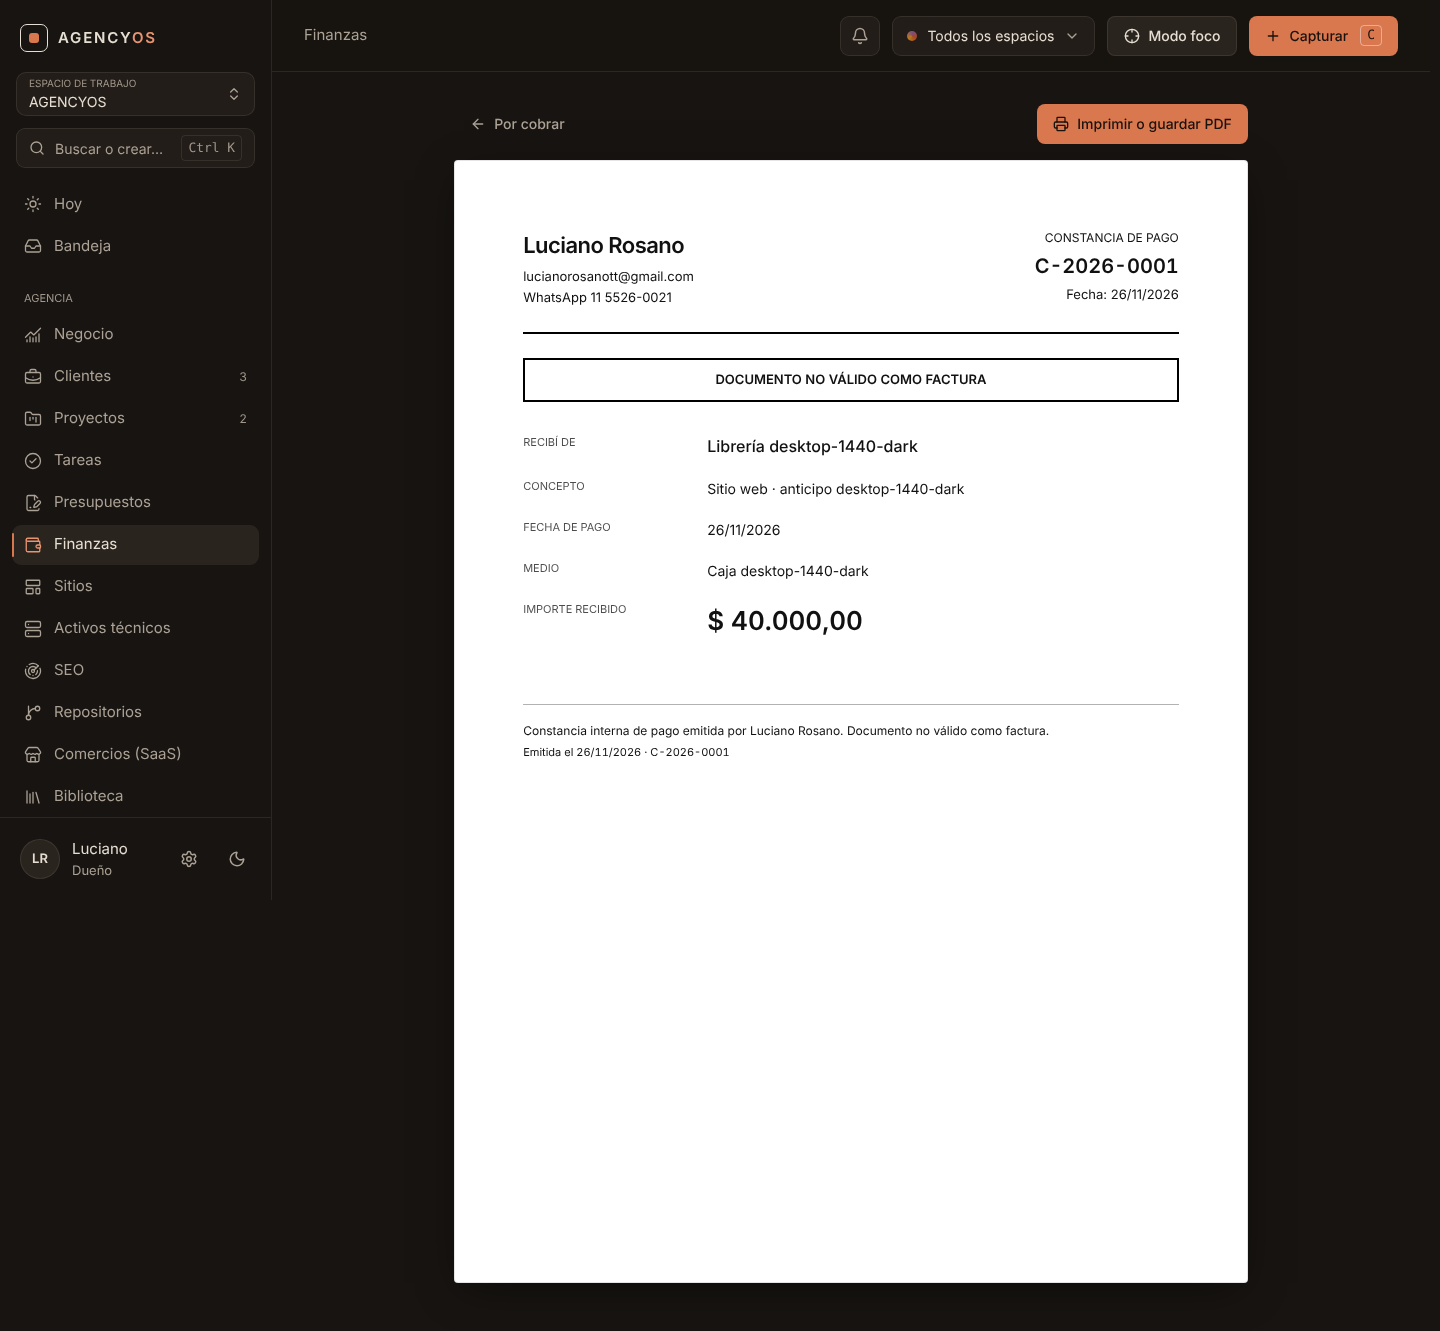 AGENCYOS
ESPACIO DE TRABAJO
AGENCYOS
Buscar o crear... Ctrl K
Hoy
Bandeja
AGENCIA
Negocio
Clientes 3
Proyectos 2
Tareas
Presupuestos
Finanzas
Sitios
Activos técnicos
SEO
Repositorios
Comercios (SaaS)
Biblioteca
LR
Luciano
Dueño
Finanzas
Todos los espacios
Modo foco
Capturar C
Por cobrar
Imprimir o guardar PDF
Luciano Rosano
lucianorosanott@gmail.com
WhatsApp 11 5526-0021
CONSTANCIA DE PAGO
C-2026-0001
Fecha: 26/11/2026
DOCUMENTO NO VÁLIDO COMO FACTURA
RECIBÍ DE Librería desktop-1440-dark
CONCEPTO Sitio web · anticipo desktop-1440-dark
FECHA DE PAGO 26/11/2026
MEDIO Caja desktop-1440-dark
IMPORTE RECIBIDO $ 40.000,00
Constancia interna de pago emitida por Luciano Rosano. Documento no válido como factura.
Emitida el 26/11/2026 · C-2026-0001